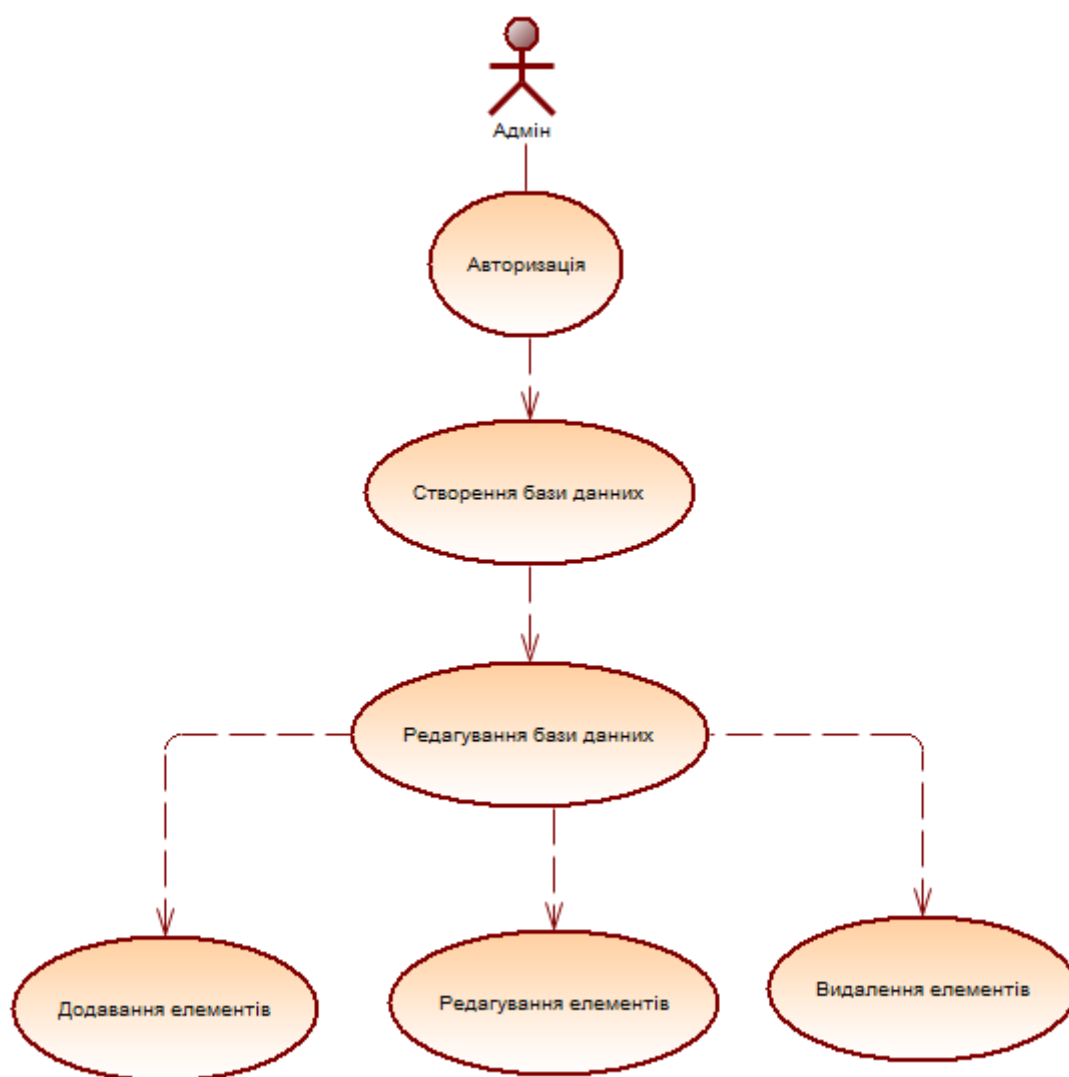 Адмін
Авторизація
Створення бази данних
Редагування бази данних
Додавання елементів
Редагування елементів
Видалення елементів